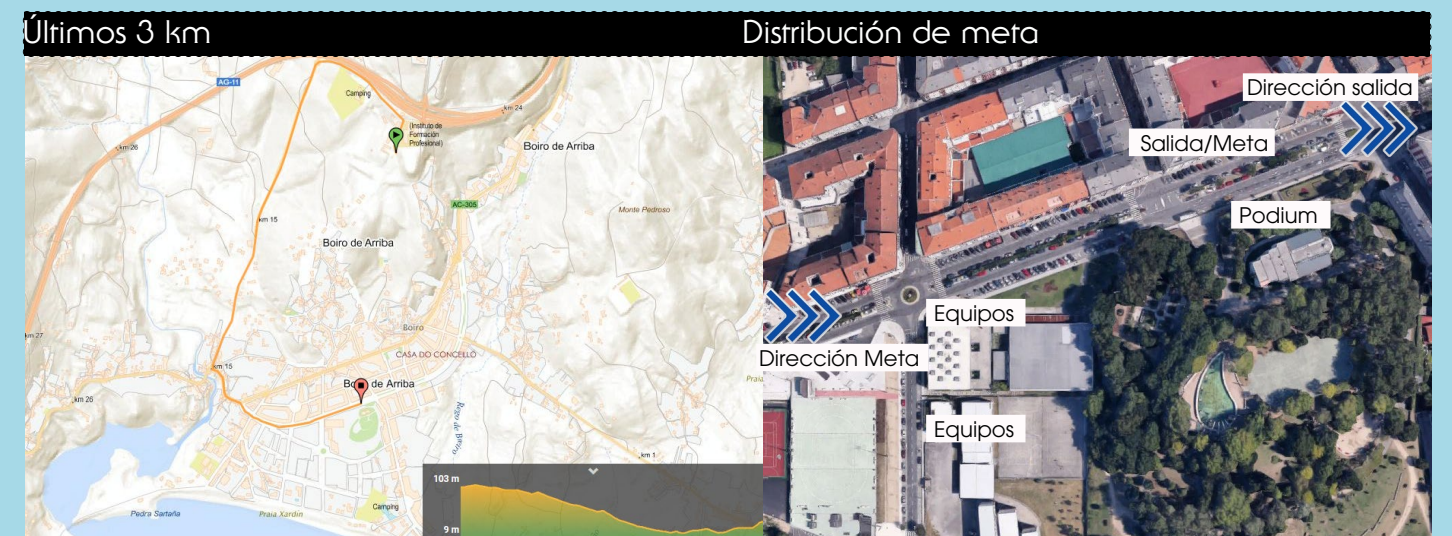 Últimos 3 km
Distribución de meta
AG-11
Camping
km 24
(Instituto de
Formación
Profesional)
Boiro de Arriba
km 26
AC-305
Monte Pedroso
km 15
Boiro de Arriba
km 27
Boiro
CASA DO CONCELLO
km 15
de Arriba
Praia
km 26
Rego de Boiro
km 1
Camping
Pedra Sartaña
Praia Xardín
103 m
9 m
Dirección salida
Salida/Meta
Podium
Equipos
Dirección Meta
Equipos